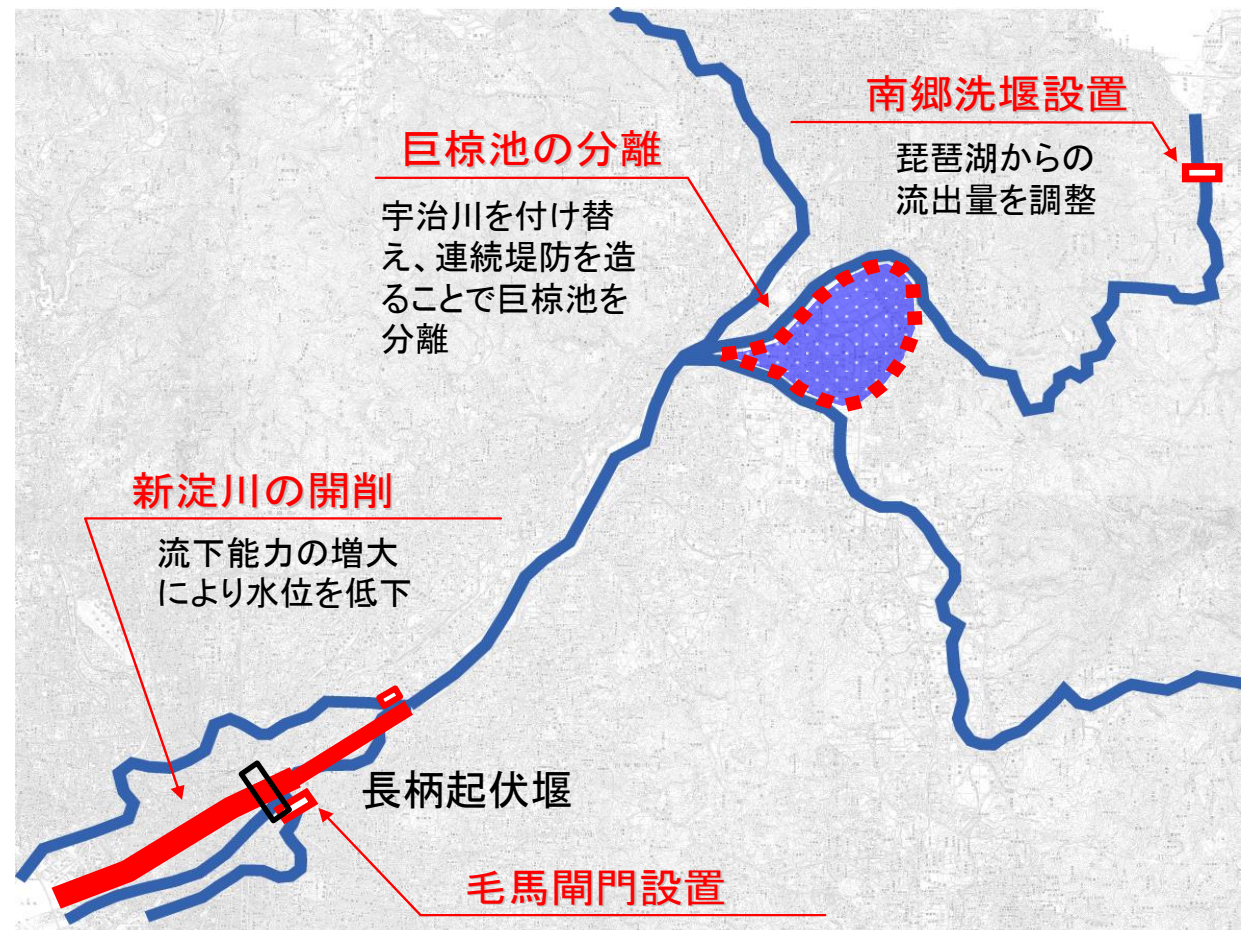 南郷洗堰設置
琵琶湖からの
流出量を調整
巨椋池の分離
宇治川を付け替
え、連続堤防を造
ることで巨椋池を
分離
新淀川の開削
流下能力の増大
により水位を低下
長柄起伏堰
毛馬閘門設置